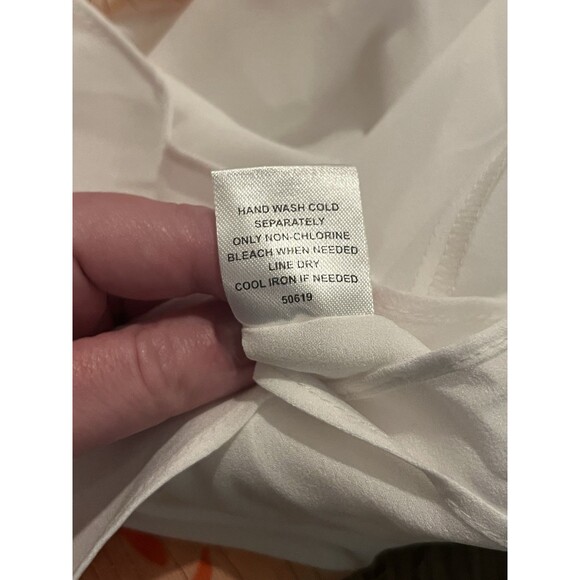 HAND WASH COLD
SEPARATELY
ONLY NON-CHLORINE
BLEACH WHEN NEEDED
LINE DRY
COOL IRON IF NEEDED
50619